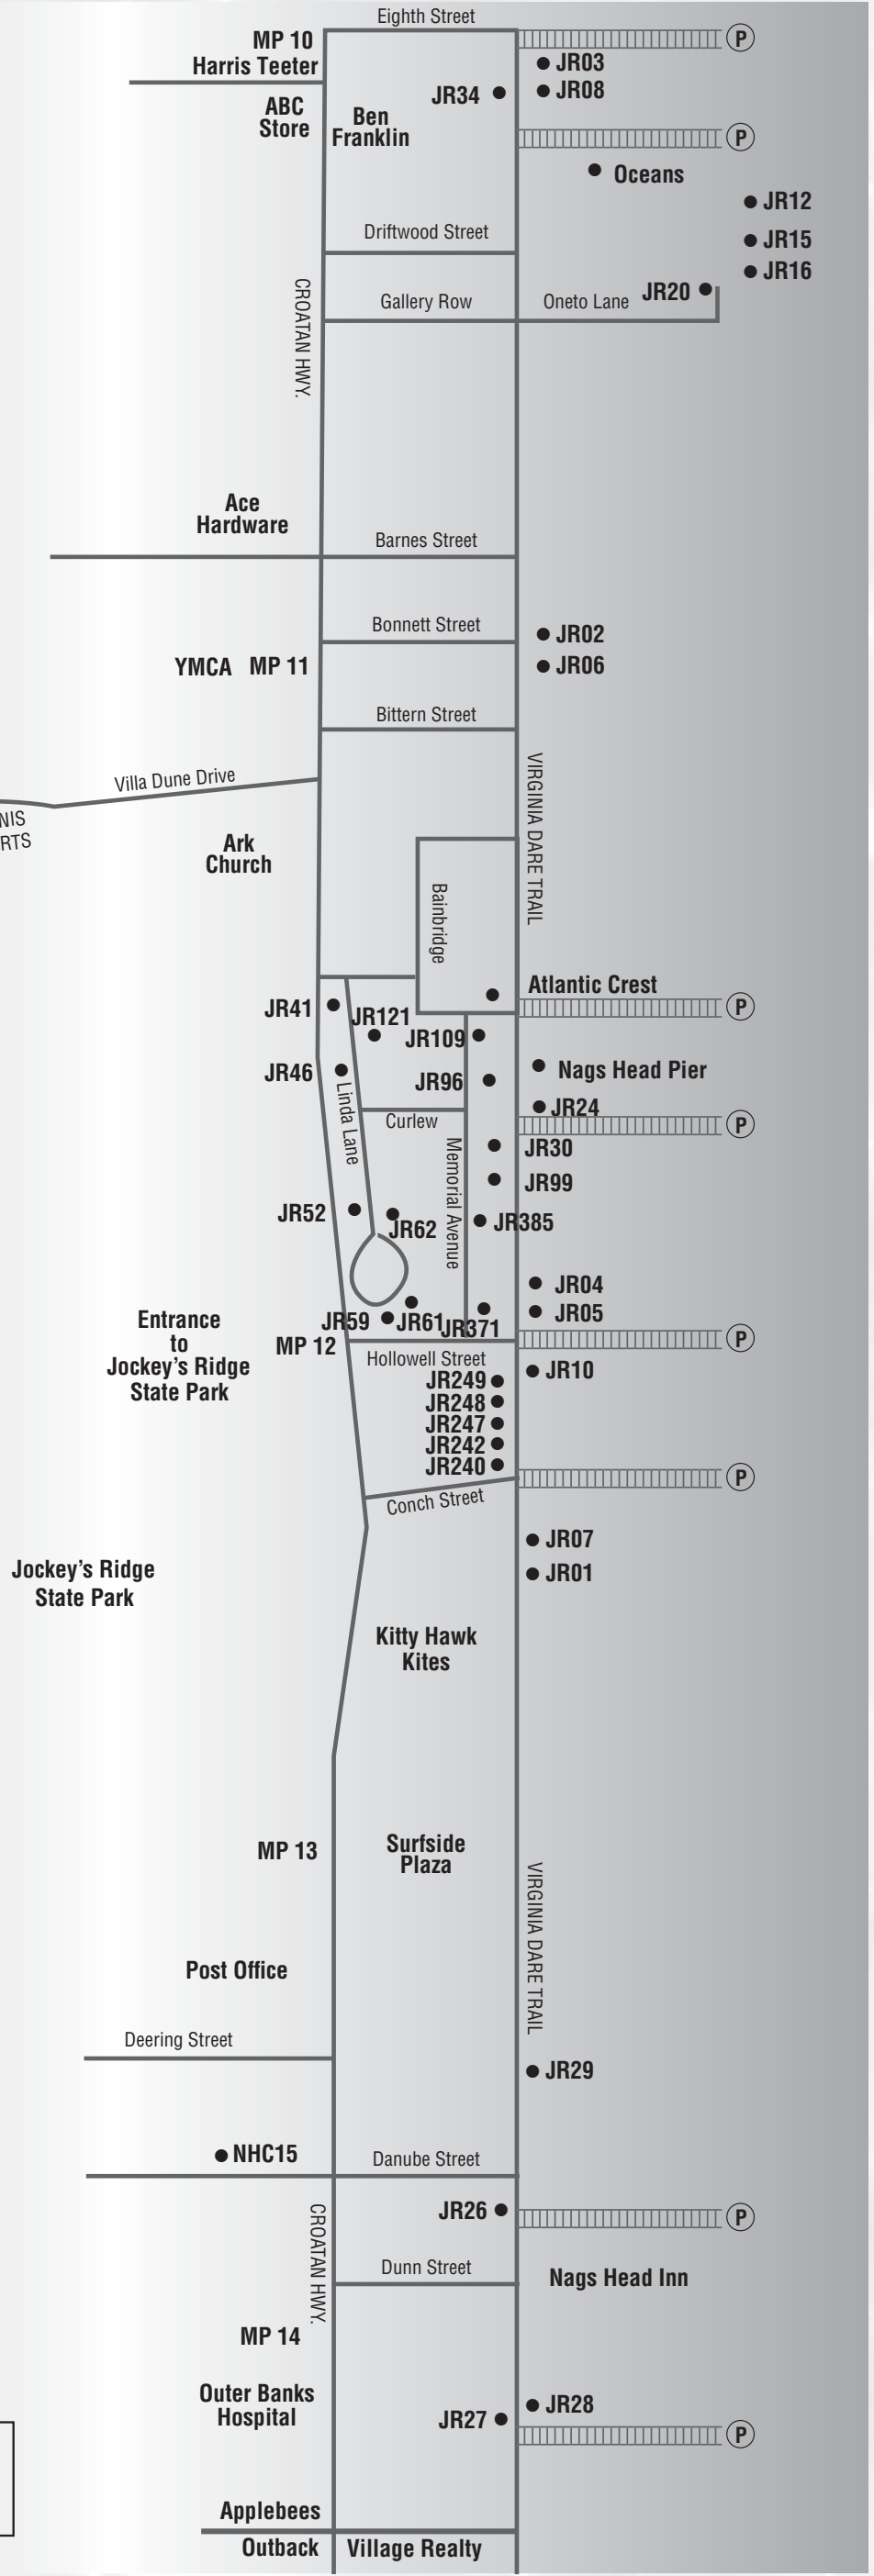 Eighth Street
MP 10
Harris Teeter
P
JR03
JR08
JR34
ABC
Store
Ben
Franklin
P
Oceans
JR12
JR15
JR16
Driftwood Street
JR20
Gallery Row
Oneto Lane
CROATAN HWY.
Ace
Hardware
Barnes Street
Bonnett Street
JR02
YMCA
MP 11
JR06
Bittern Street
Villa Dune Drive
NIS
RTS
VIRGINIA DARE TRAIL
Ark
Church
Bainbridge
Atlantic Crest
P
JR41
JR121
JR109
JR46
JR96
Nags Head Pier
JR24
P
Linda Lane
Curlew
JR30
Memorial Avenue
JR99
JR52
JR62
JR385
JR04
JR05
JR59
JR61
JR371
Entrance
to
Jockey's Ridge
State Park
MP 12
P
Hollowell Street
JR10
JR249
JR248
JR247
JR242
JR240
P
Conch Street
JR07
JR01
Jockey's Ridge
State Park
Kitty Hawk
Kites
MP 13
Surfside
Plaza
VIRGINIA DARE TRAIL
Post Office
Deering Street
JR29
NHC15
Danube Street
JR26
P
CROATAN HWY.
Dunn Street
Nags Head Inn
MP 14
Outer Banks
Hospital
JR28
JR27
P
Applebees
Outback
Village Realty